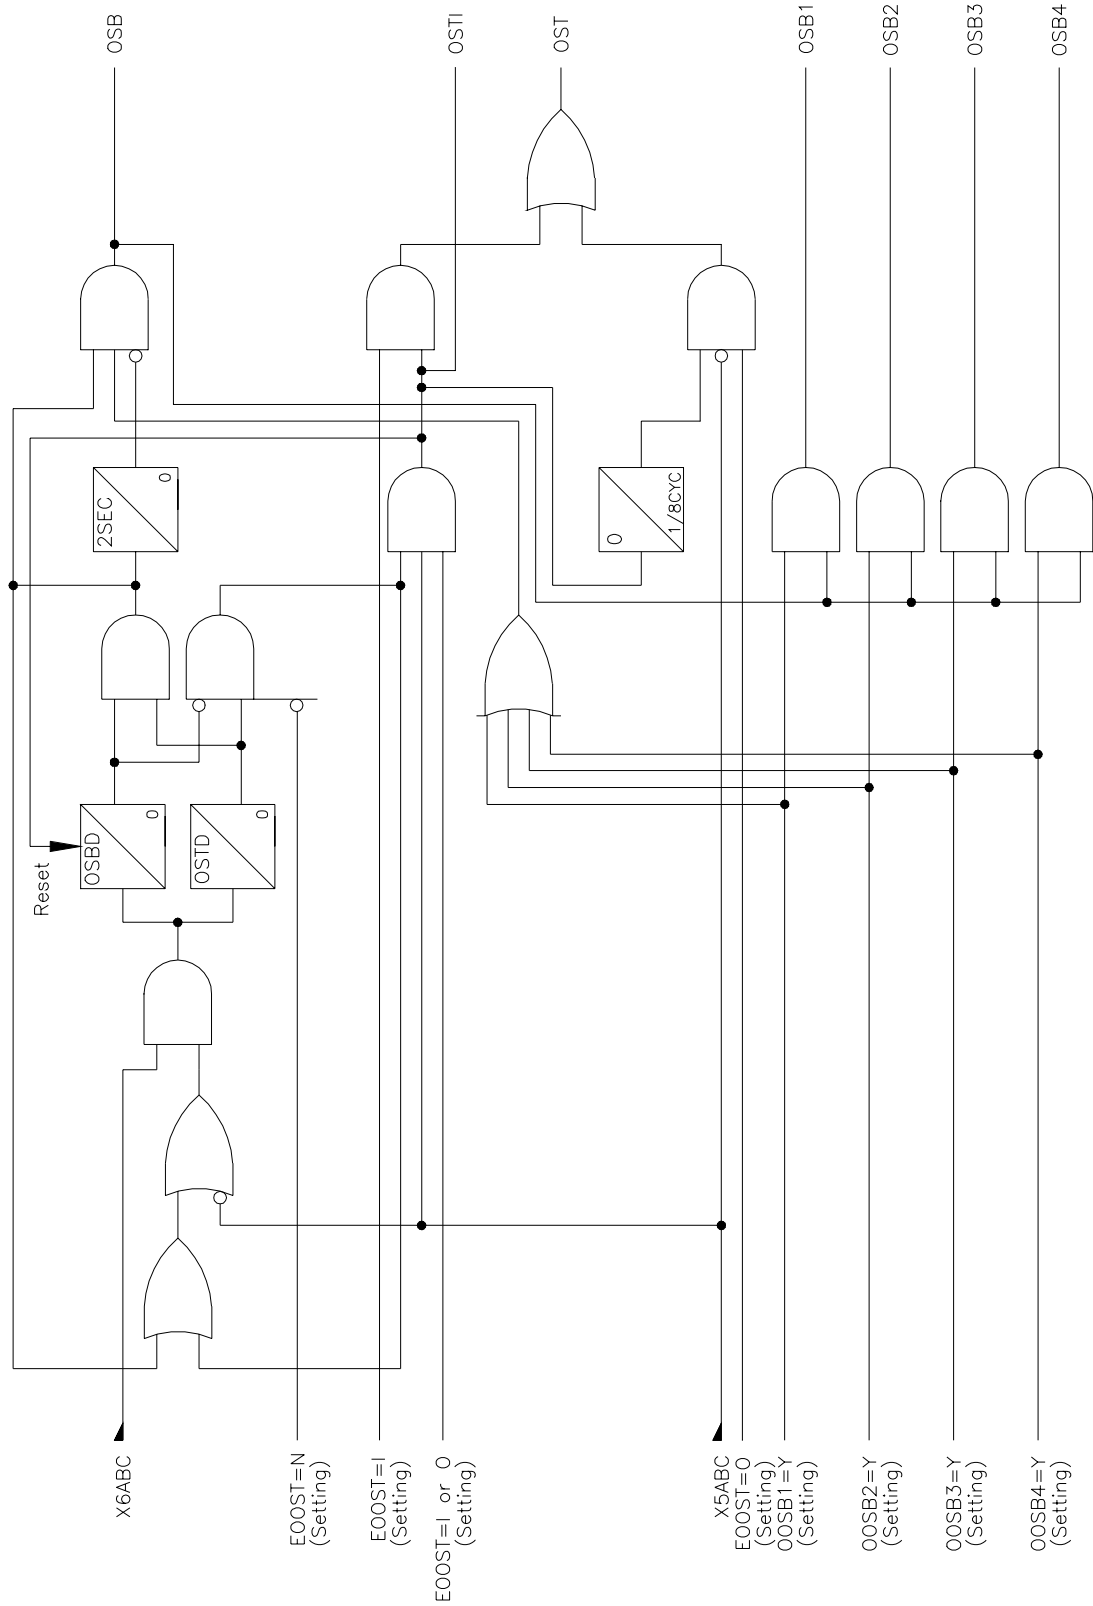 X6ABC
EOOST=N
(Setting)
EOOST=I
(Setting)
EOOST=I or O
(Setting)
X5ABC
EOOST=O
(Setting)
OOSB1=Y
(Setting)
OOSB2=Y
(Setting)
OOSB3=Y
(Setting)
OOSB4=Y
(Setting)
Reset
OSBD
0
OSTD
0
2SEC
0
0
1/8CYC
OSB
OSTI
OST
OSB1
OSB2
OSB3
OSB4